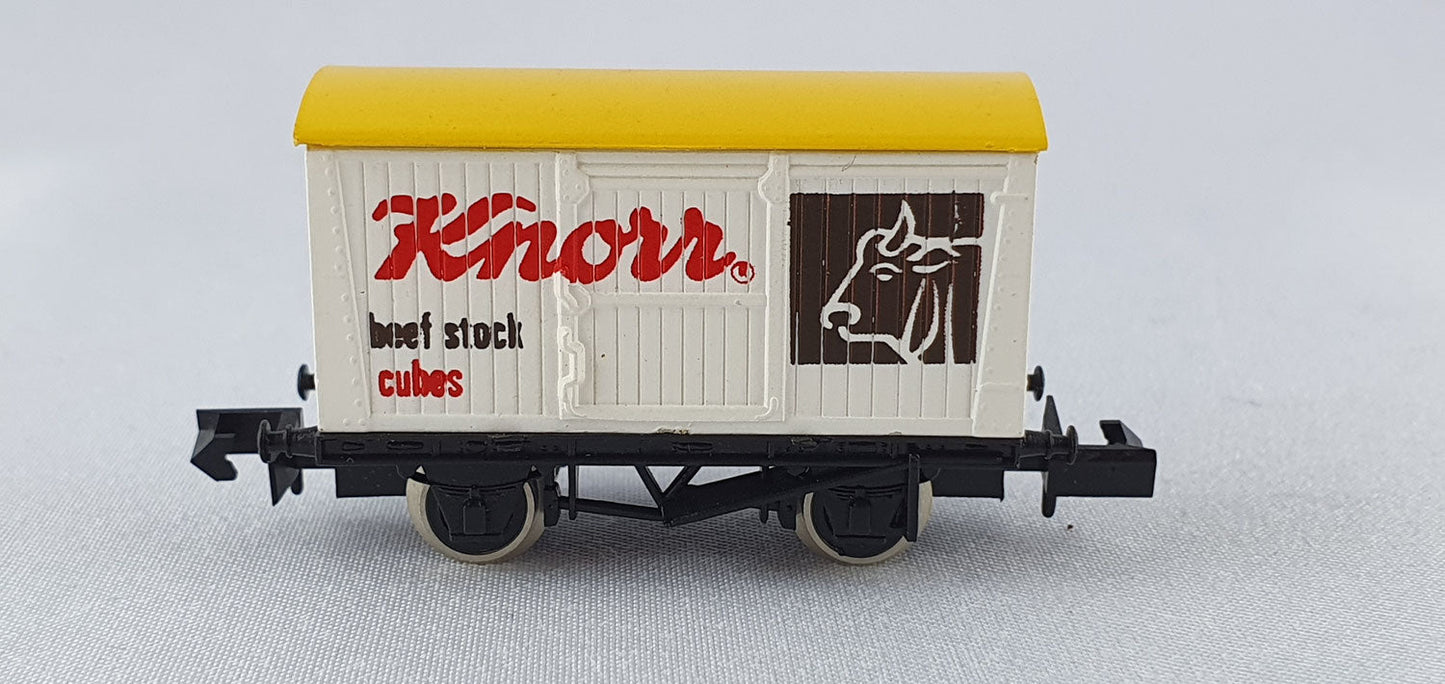 Knorr®
beef stock
cubes